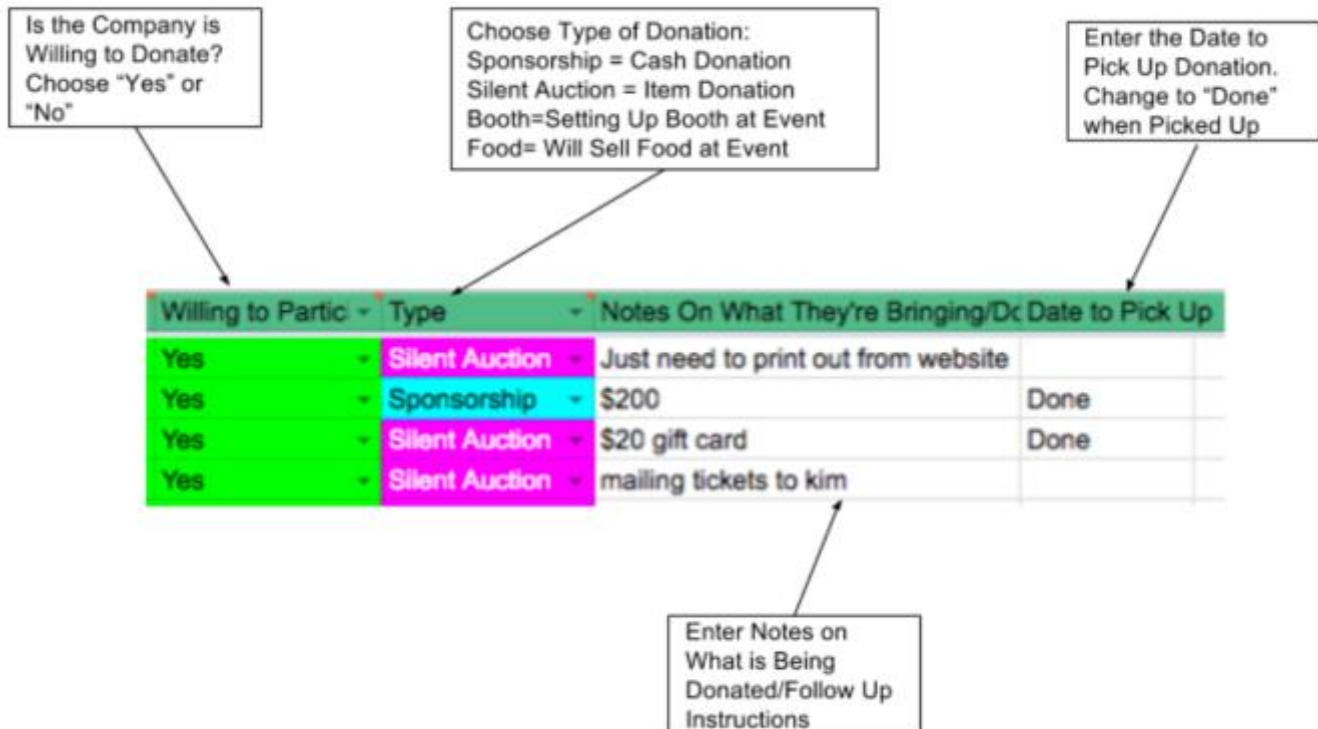 Is the Company is
Willing to Donate?
Choose “Yes” or
“No”
Choose Type of Donation:
Sponsorship = Cash Donation
Silent Auction = Item Donation
Booth=Setting Up Booth at Event
Food= Will Sell Food at Event
Enter the Date to
Pick Up Donation.
Change to “Done”
when Picked Up
Willing to Partic Type Notes On What They're Bringing/Do Date to Pick Up
Yes Silent Auction Just need to print out from website
Yes Sponsorship $200 Done
Yes Silent Auction $20 gift card Done
Yes Silent Auction mailing tickets to kim
Enter Notes on
What is Being
Donated/Follow Up
Instructions